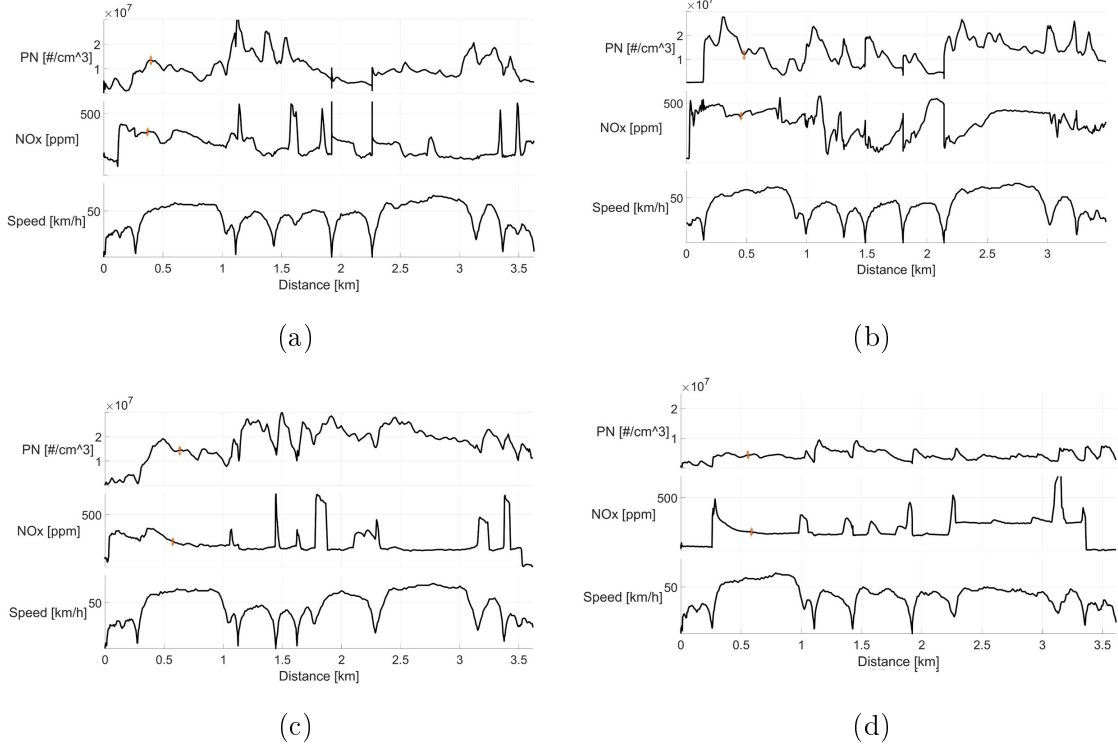 ×10^7
PN [#/cm^3]
2
1
NOx [ppm]
500
Speed [km/h]
50
0 0.5 1 1.5 2 2.5 3 3.5
Distance [km]
(a)
×10^7
PN [#/cm^3]
2
1
NOx [ppm]
500
Speed [km/h]
50
0 0.5 1 1.5 2 2.5 3
Distance [km]
(b)
×10^7
PN [#/cm^3]
2
1
NOx [ppm]
500
Speed [km/h]
50
0 0.5 1 1.5 2 2.5 3 3.5
Distance [km]
(c)
×10^7
PN [#/cm^3]
2
1
NOx [ppm]
500
Speed [km/h]
50
0 0.5 1 1.5 2 2.5 3 3.5
Distance [km]
(d)